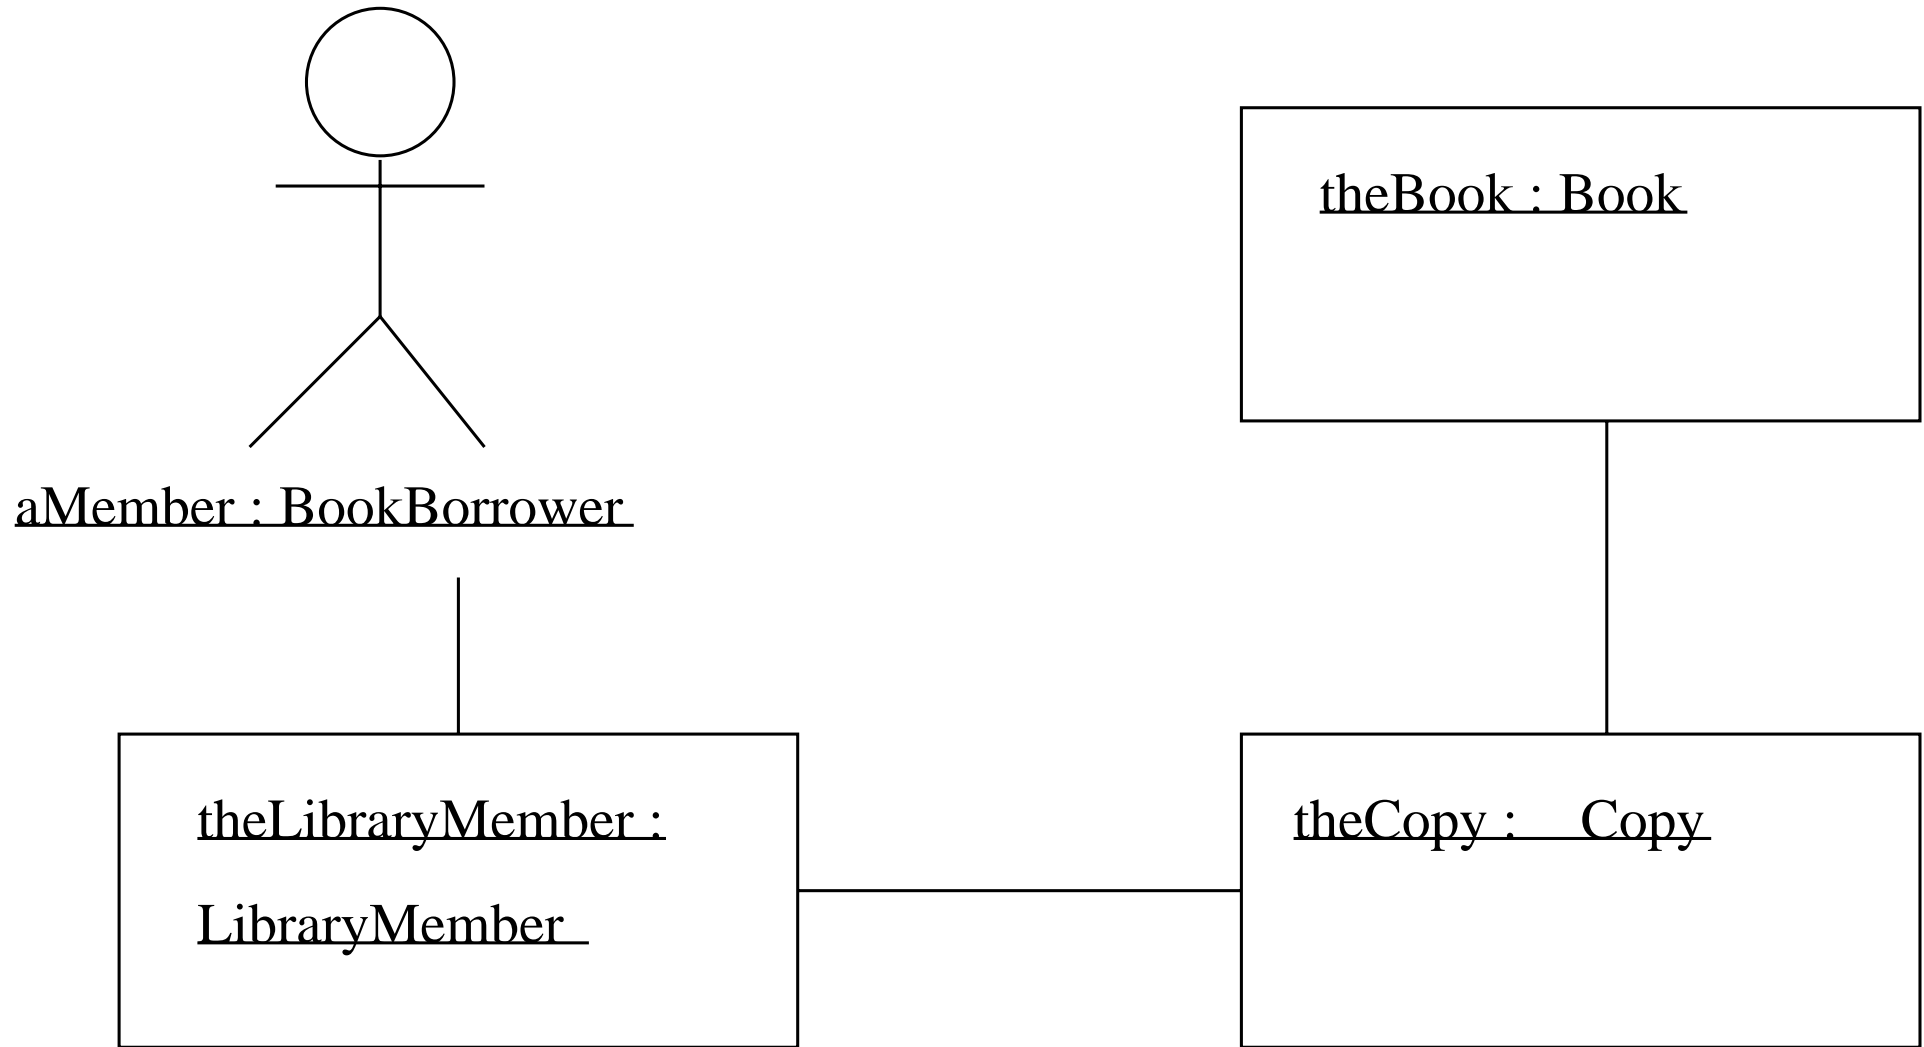 theBook : Book
aMember : BookBorrower
theLibraryMember :
LibraryMember
theCopy : Copy